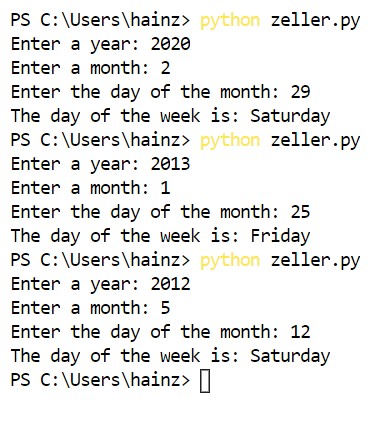 PS C:\Users\hainz> python zeller.py
Enter a year: 2020
Enter a month: 2
Enter the day of the month: 29
The day of the week is: Saturday
PS C:\Users\hainz> python zeller.py
Enter a year: 2013
Enter a month: 1
Enter the day of the month: 25
The day of the week is: Friday
PS C:\Users\hainz> python zeller.py
Enter a year: 2012
Enter a month: 5
Enter the day of the month: 12
The day of the week is: Saturday
PS C:\Users\hainz>